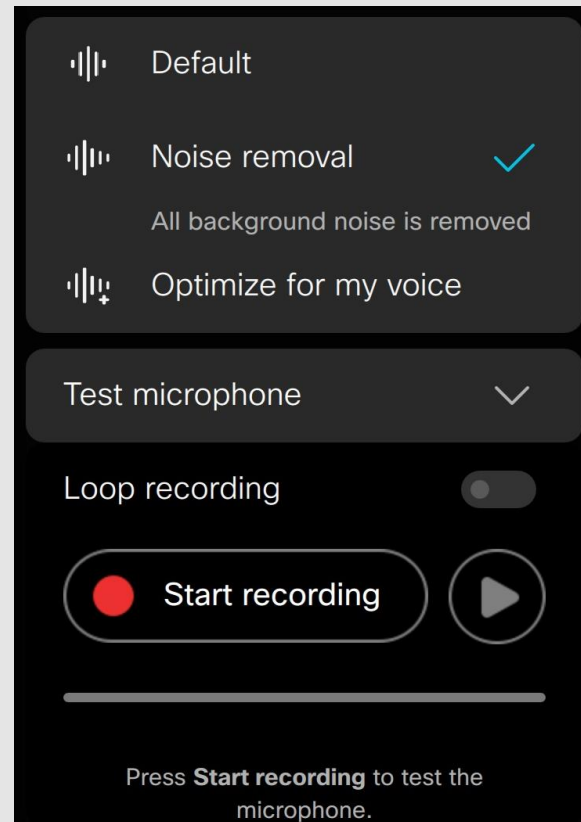 Default
Noise removal
All background noise is removed
Optimize for my voice
Test microphone
Loop recording
Start recording
Press Start recording to test the
microphone.